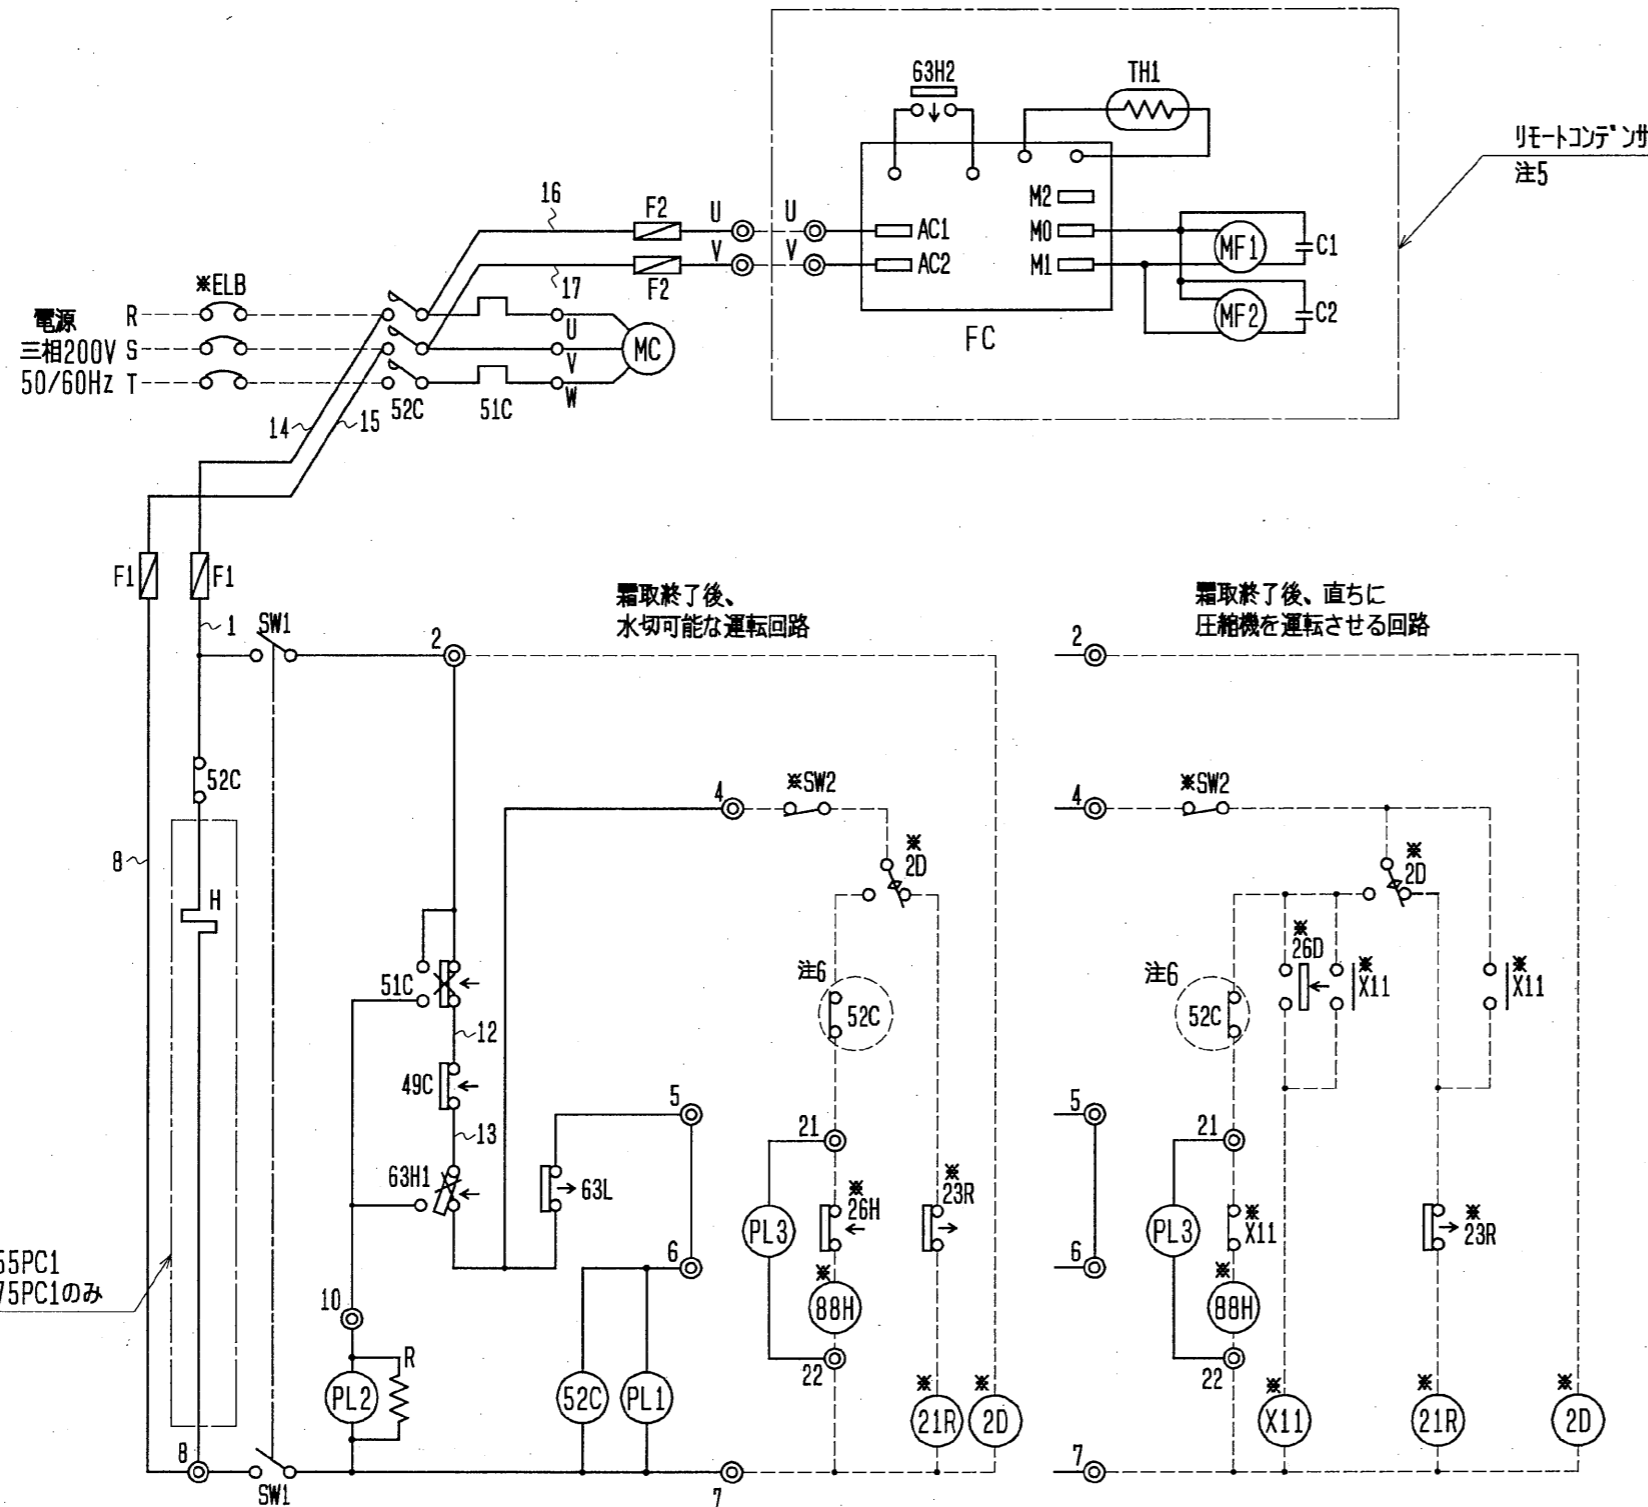 63H2
TH1
リモートコンデンサ
注5
16
F2
U
U
M2
AC1
M0
MF1
C1
V
V
AC2
M1
17
F2
※ELB
MF2
C2
FC
電源
R
三相200V
S
50/60Hz
T
U
V
W
MC
52C
51C
14
15
F1
F1
霜取終了後、
水切可能な運転回路
霜取終了後、直ちに
圧縮機を運転させる回路
1
SW1
2
2
52C
4
※SW2
4
※SW2
8
※
2D
※
2D
H
注6
注6
※
26D
51C
52C
52C
※
X11
※
X11
12
49C
5
5
13
21
21
63H1
63L
※
23R
※
26H
PL3
PL3
※
X11
※
23R
6
6
55PC1
75PC1のみ
10
※
88H
※
88H
22
22
R
PL2
52C
PL1
※
21R
※
2D
※
X11
※
21R
※
2D
8
SW1
7
7